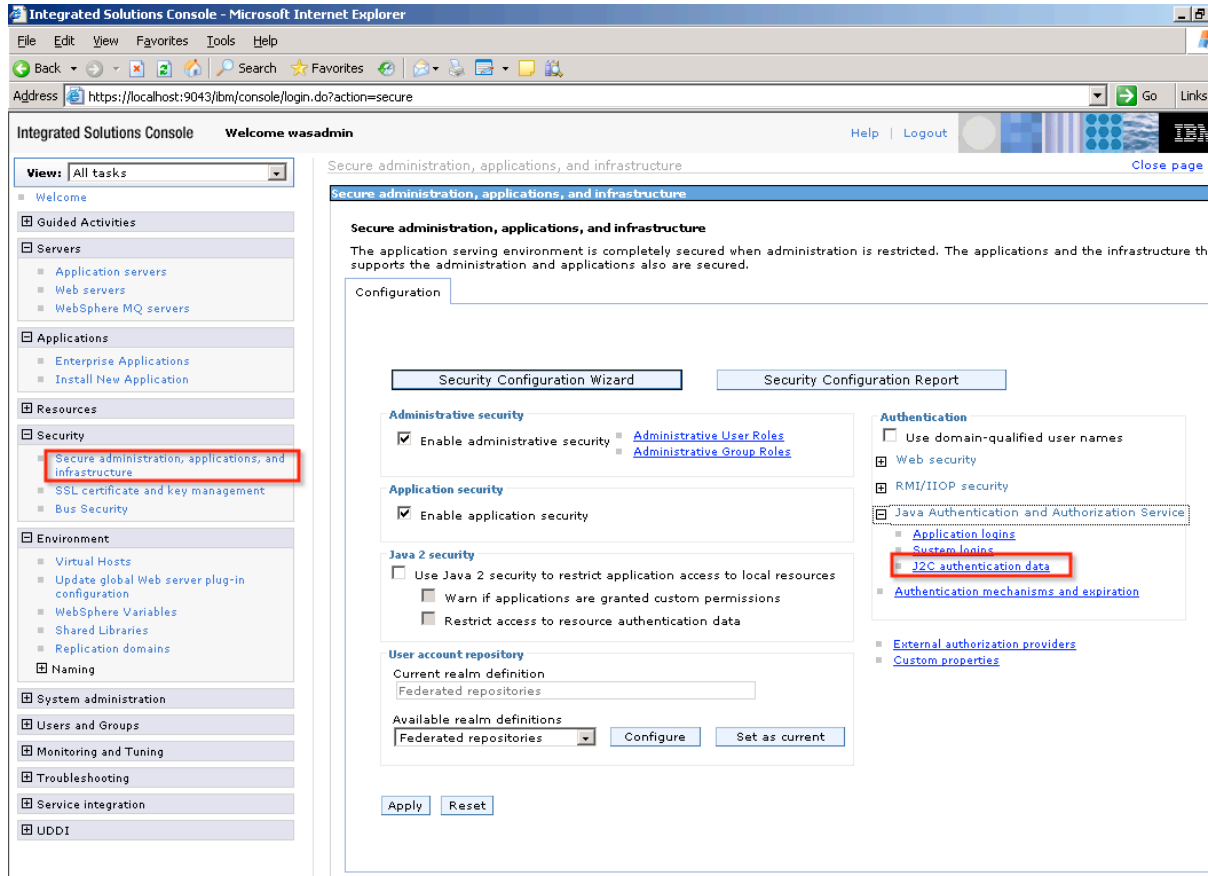 Integrated Solutions Console - Microsoft Internet Explorer
File Edit View Favorites Tools Help
Back Search Favorites
Address https://localhost:9043/ibm/console/login.do?action=secure Go Links
Integrated Solutions Console Welcome wasadmin Help | Logout IBM
View: All tasks
Welcome
Guided Activities
Servers
Application servers
Web servers
WebSphere MQ servers
Applications
Enterprise Applications
Install New Application
Resources
Security
Secure administration, applications, and
infrastructure
SSL certificate and key management
Bus Security
Environment
Virtual Hosts
Update global Web server plug-in
configuration
WebSphere Variables
Shared Libraries
Replication domains
Naming
System administration
Users and Groups
Monitoring and Tuning
Troubleshooting
Service integration
UDDI
Secure administration, applications, and infrastructure Close page
Secure administration, applications, and infrastructure
Secure administration, applications, and infrastructure
The application serving environment is completely secured when administration is restricted. The applications and the infrastructure th
supports the administration and applications also are secured.
Configuration
Security Configuration Wizard Security Configuration Report
Administrative security
Enable administrative security
Administrative User Roles
Administrative Group Roles
Application security
Enable application security
Java 2 security
Use Java 2 security to restrict application access to local resources
Warn if applications are granted custom permissions
Restrict access to resource authentication data
User account repository
Current realm definition
Federated repositories
Available realm definitions
Federated repositories Configure Set as current
Apply Reset
Authentication
Use domain-qualified user names
Web security
RMI/IIOP security
Java Authentication and Authorization Service
Application logins
System logins
J2C authentication data
Authentication mechanisms and expiration
External authorization providers
Custom properties